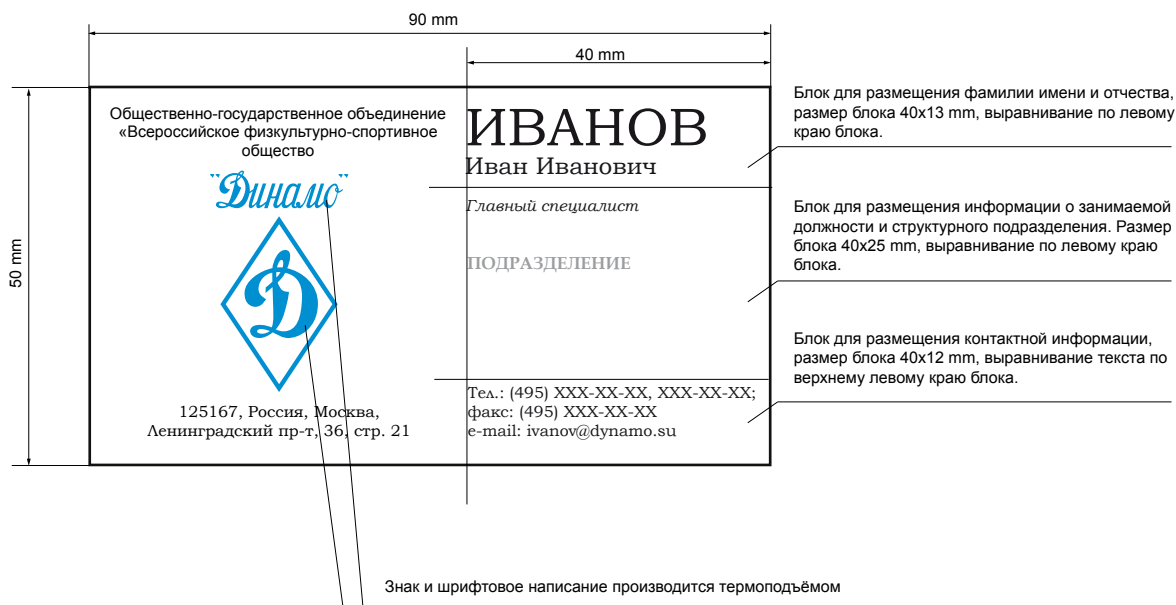 90 mm
40 mm
50 mm
Общественно-государственное объединение
«Всероссийское физкультурно-спортивное
общество
"Динамо"
Д
125167, Россия, Москва,
Ленинградский пр-т, 36, стр. 21
ИВАНОВ
Иван Иванович
Главный специалист
ПОДРАЗДЕЛЕНИЕ
Тел.: (495) XXX-XX-XX, XXX-XX-XX;
факс: (495) XXX-XX-XX
e-mail: ivanov@dynamo.su
Блок для размещения фамилии имени и отчества,
размер блока 40x13 mm, выравнивание по левому
краю блока.
Блок для размещения информации о занимаемой
должности и структурного подразделения. Размер
блока 40x25 mm, выравнивание по левому краю
блока.
Блок для размещения контактной информации,
размер блока 40x12 mm, выравнивание текста по
верхнему левому краю блока.
Знак и шрифтовое написание производится термоподъёмом